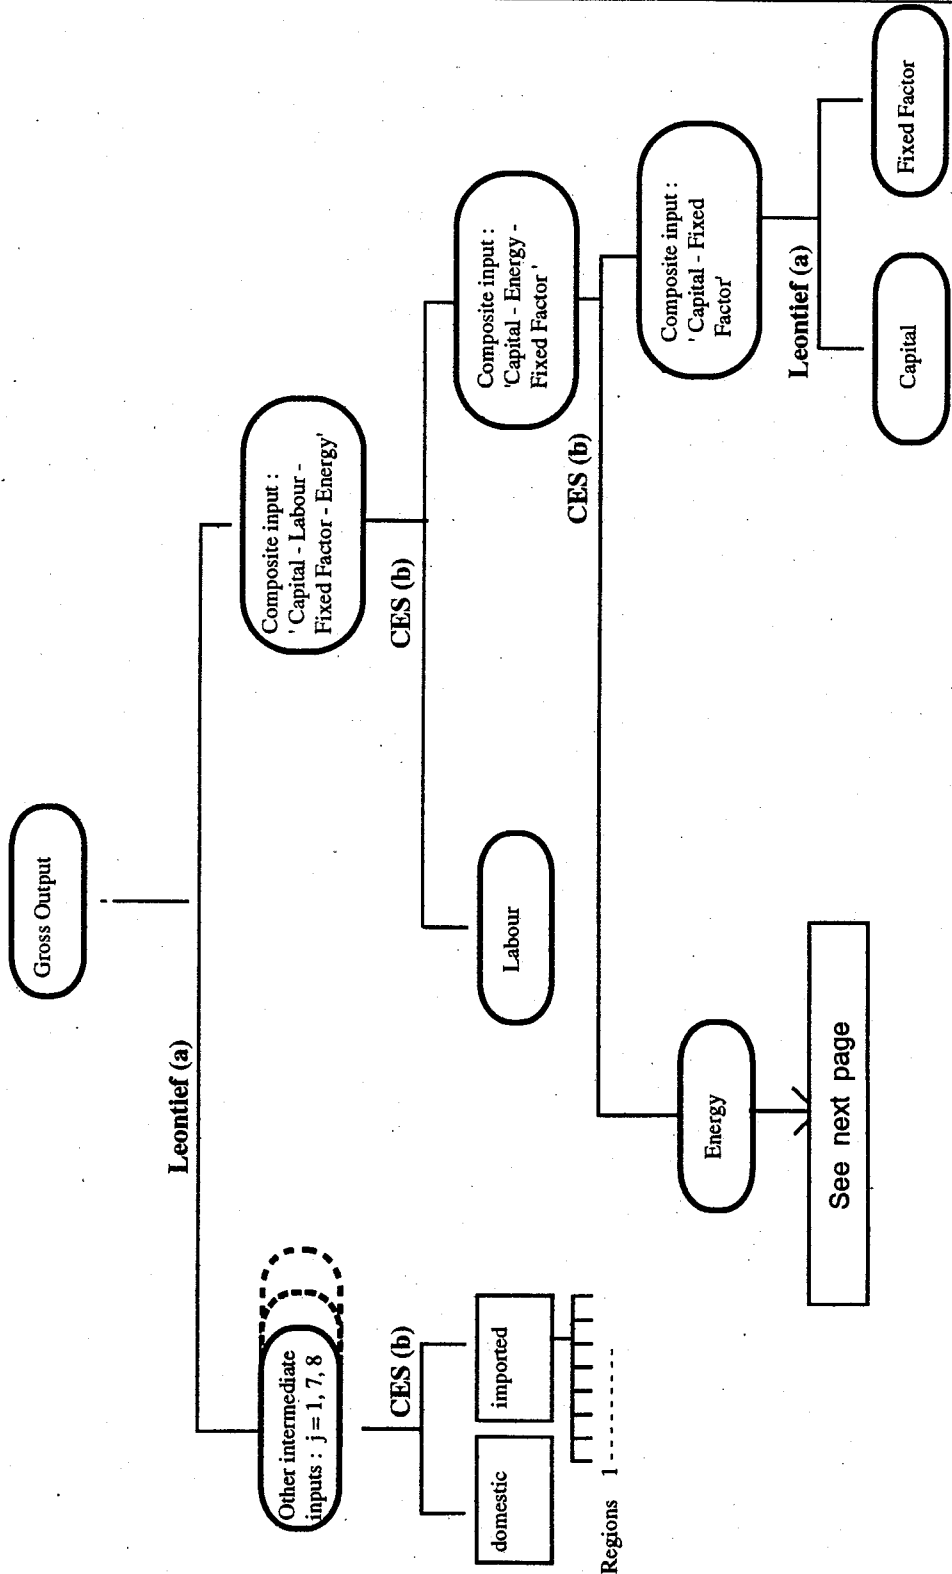 Gross Output
Leontief (a)
Other intermediate
inputs : j = 1, 7, 8
Composite input :
' Capital - Labour -
Fixed Factor - Energy'
CES (b)
CES (b)
domestic
imported
Regions 1 ----------
Labour
Composite input :
'Capital - Energy -
Fixed Factor '
CES (b)
Energy
Composite input :
' Capital - Fixed
Factor'
See next page
Leontief (a)
Capital
Fixed Factor